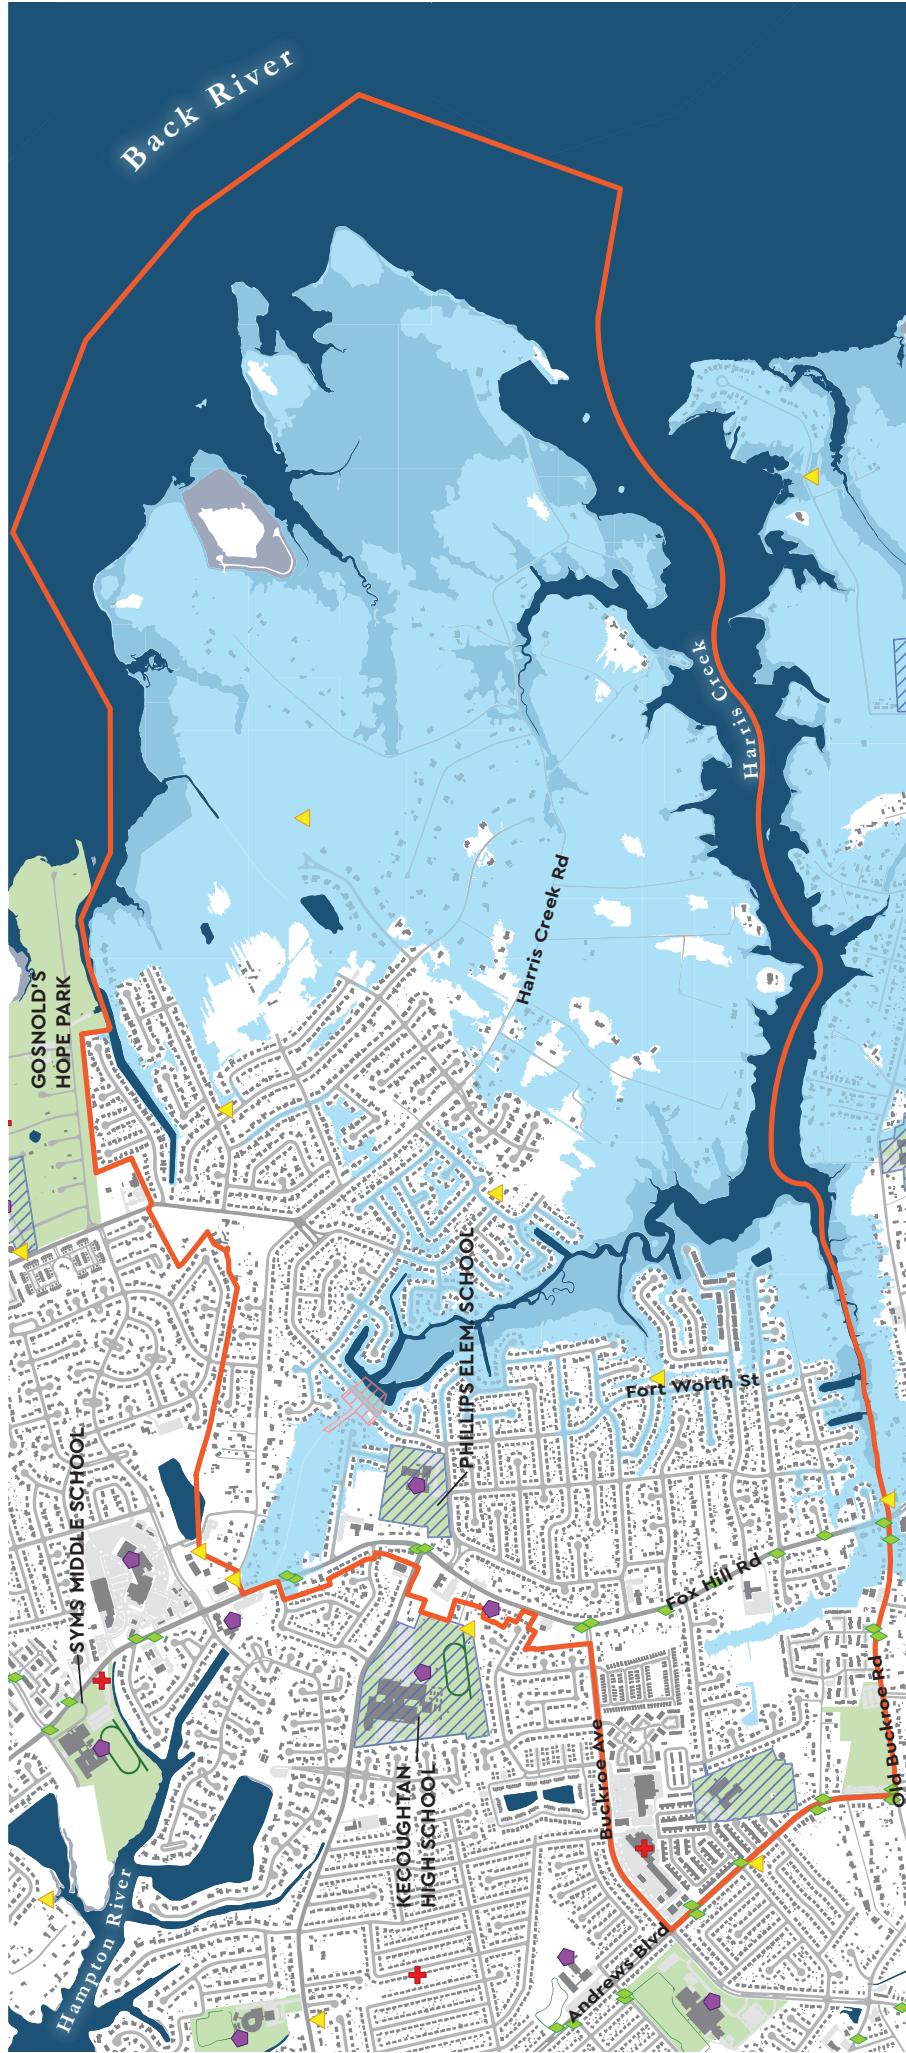 Back River
Harris Creek
Harris Creek Rd
GOSNOLD'S
HOPE PARK
PHILLIPS ELEM. SCHOOL
Fort Worth St
SYMS MIDDLE SCHOOL
Fox Hill Rd
Old Buckroe Rd
Buckroe Ave
KECOUGHTAN
HIGH SCHOOL
Hampton River
Andrews Blvd